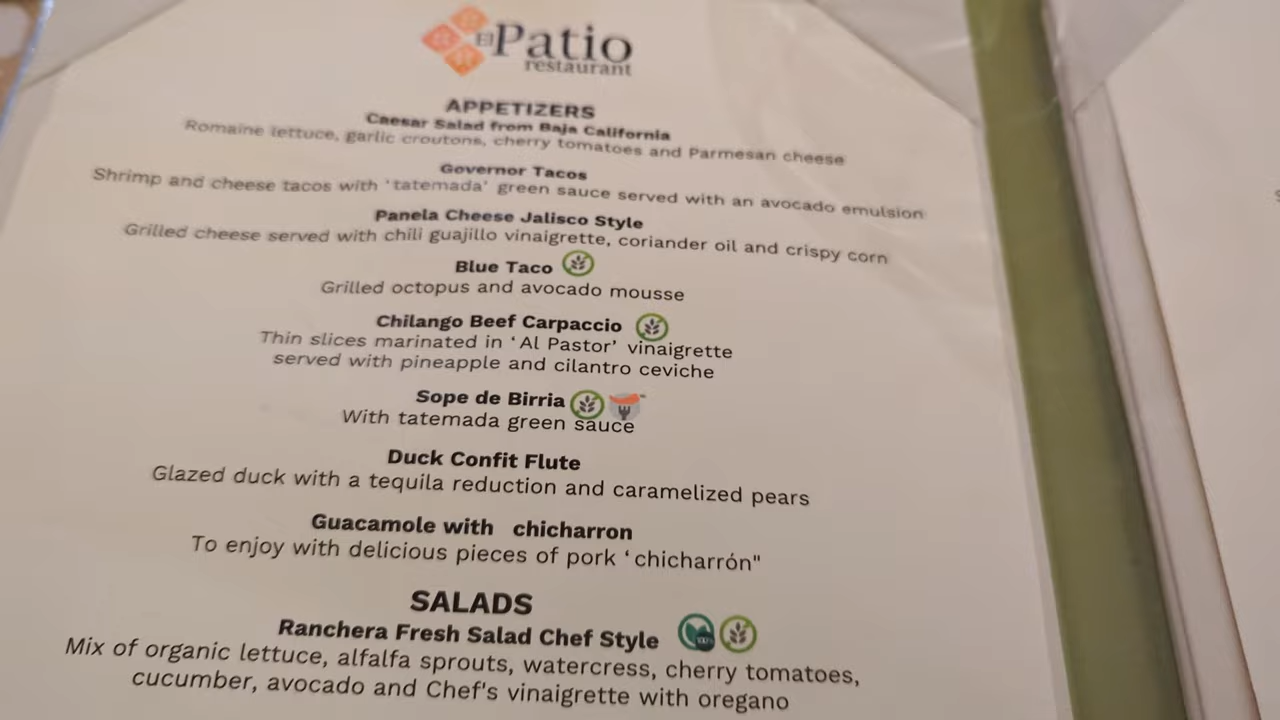 El Patio
restaurant
APPETIZERS
Caesar Salad from Baja California
Romaine lettuce, garlic croutons, cherry tomatoes and Parmesan cheese
Governor Tacos
Shrimp and cheese tacos with 'tatemada' green sauce served with an avocado emulsion
Panela Cheese Jalisco Style
Grilled cheese served with chili guajillo vinaigrette, coriander oil and crispy corn
Blue Taco
Grilled octopus and avocado mousse
Chilango Beef Carpaccio
Thin slices marinated in ‘Al Pastor’ vinaigrette
served with pineapple and cilantro ceviche
Sope de Birria
With tatemada green sauce
Duck Confit Flute
Glazed duck with a tequila reduction and caramelized pears
Guacamole with chicharron
To enjoy with delicious pieces of pork ‘chicharrón"
SALADS
Ranchera Fresh Salad Chef Style 100%
Mix of organic lettuce, alfalfa sprouts, watercress, cherry tomatoes,
cucumber, avocado and Chef's vinaigrette with oregano